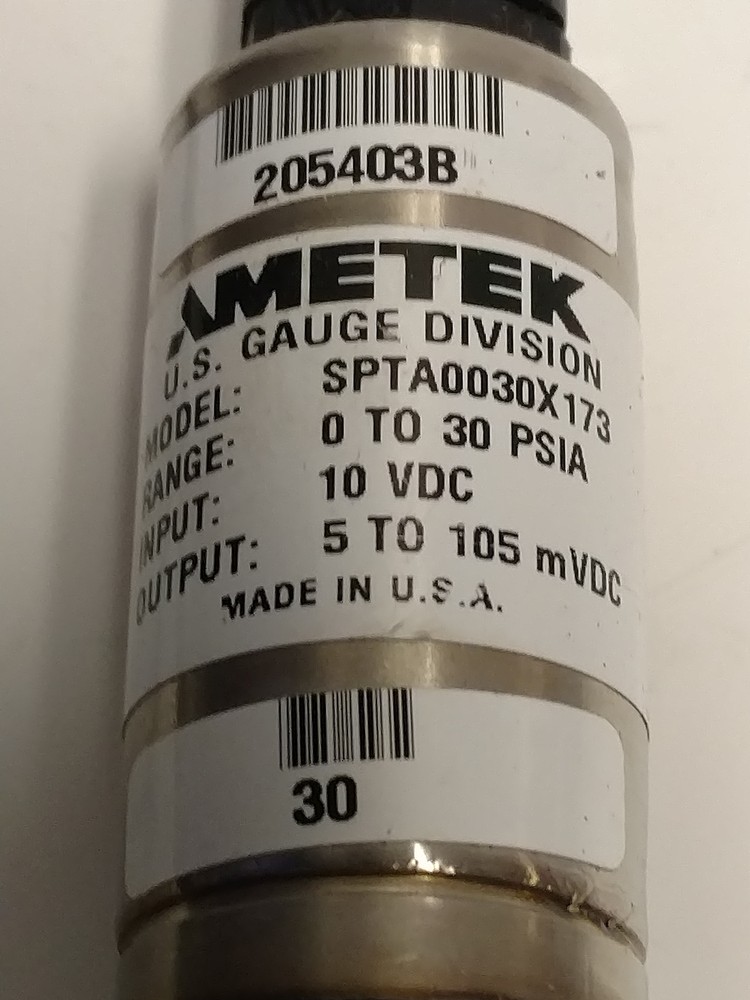 205403B
AMETEK
U.S. GAUGE DIVISION
MODEL: SPTA0030X173
RANGE: 0 TO 30 PSIA
INPUT: 10 VDC
OUTPUT: 5 TO 105 mVDC
MADE IN U.S.A.
30